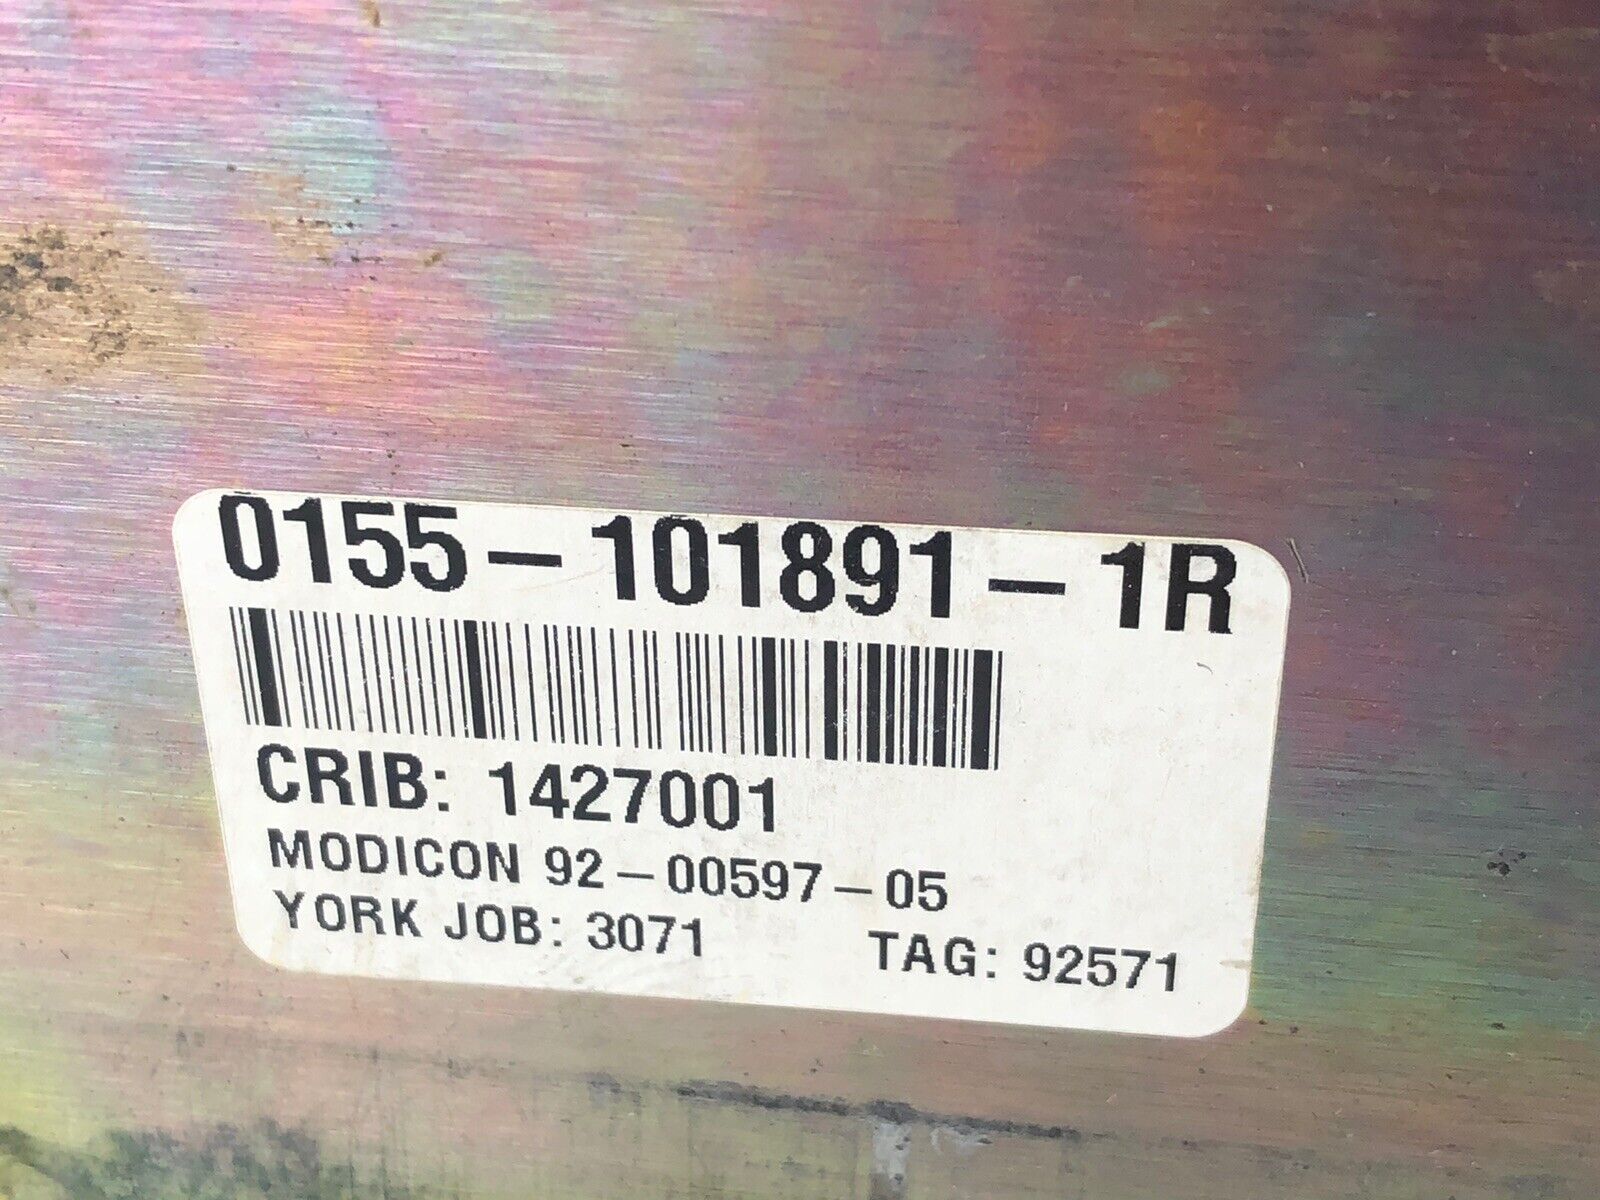 0155-101891-1R
CRIB: 1427001
MODICON 92-00597-05
YORK JOB: 3071 TAG: 92571